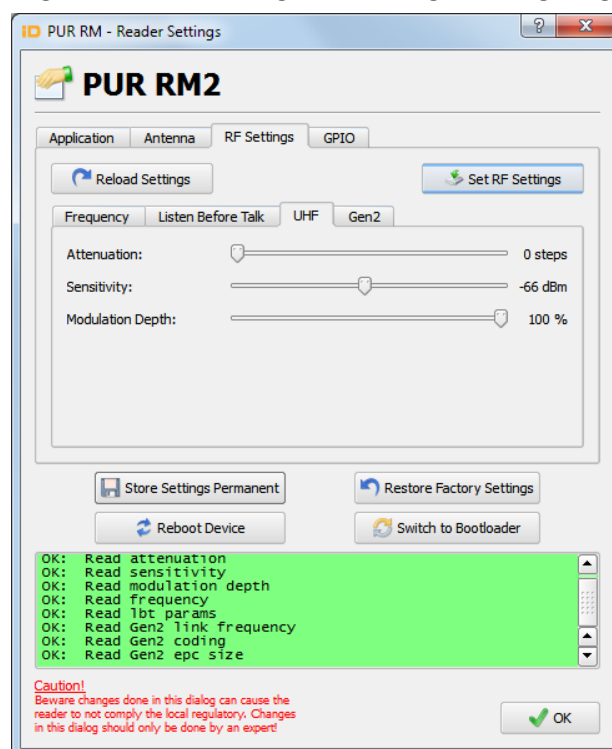 iD PUR RM - Reader Settings
PUR RM2
Application Antenna RF Settings GPIO
Reload Settings Set RF Settings
Frequency Listen Before Talk UHF Gen2
Attenuation: 0 steps
Sensitivity: -66 dBm
Modulation Depth: 100 %
Store Settings Permanent Restore Factory Settings
Reboot Device Switch to Bootloader
OK: Read attenuation
OK: Read sensitivity
OK: Read modulation depth
OK: Read frequency
OK: Read lbt params
OK: Read Gen2 link frequency
OK: Read Gen2 coding
OK: Read Gen2 epc size
Caution!
Beware changes done in this dialog can cause the
reader to not comply the local regulatory. Changes
in this dialog should only be done by an expert!
OK